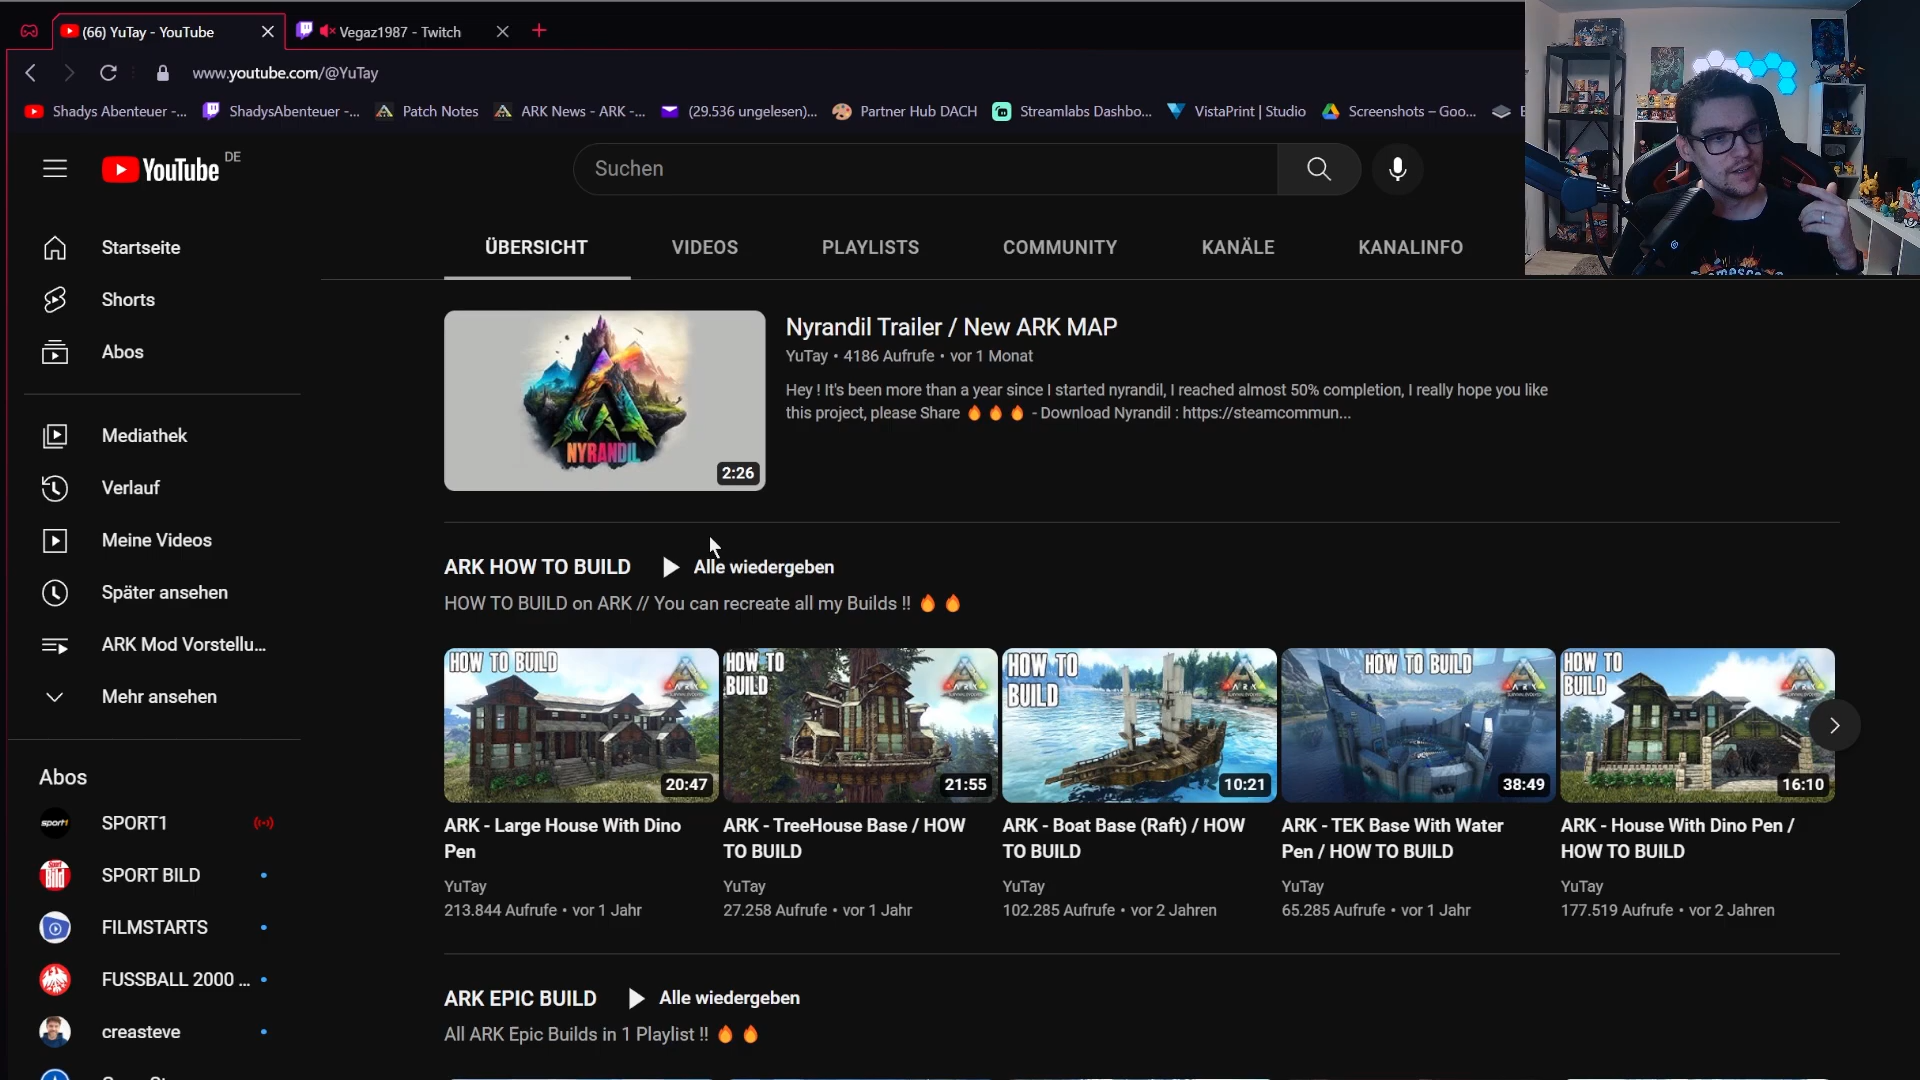 (66) YuTay - YouTube
Vegaz1987 - Twitch
www.youtube.com/@YuTay
Shadys Abenteuer -...
ShadysAbenteuer -...
Patch Notes
ARK News - ARK -...
(29.536 ungelesen)...
Partner Hub DACH
Streamlabs Dashbo...
VistaPrint | Studio
Screenshots – Goo...
YouTube DE
Suchen
Startseite
Shorts
Abos
Mediathek
Verlauf
Meine Videos
Später ansehen
ARK Mod Vorstellu...
Mehr ansehen
Abos
SPORT1
SPORT BILD
FILMSTARTS
FUSSBALL 2000 ...
creasteve
ÜBERSICHT
VIDEOS
PLAYLISTS
COMMUNITY
KANÄLE
KANALINFO
NYRANDIL
2:26
Nyrandil Trailer / New ARK MAP
YuTay • 4186 Aufrufe • vor 1 Monat
Hey ! It's been more than a year since I started nyrandil, I reached almost 50% completion, I really hope you like
this project, please Share 🔥 🔥 🔥 - Download Nyrandil : https://steamcommun...
ARK HOW TO BUILD
Alle wiedergeben
HOW TO BUILD on ARK // You can recreate all my Builds !! 🔥 🔥
HOW TO BUILD
20:47
ARK - Large House With Dino
Pen
YuTay
213.844 Aufrufe • vor 1 Jahr
HOW TO
BUILD
21:55
ARK - TreeHouse Base / HOW
TO BUILD
YuTay
27.258 Aufrufe • vor 1 Jahr
HOW TO
BUILD
10:21
ARK - Boat Base (Raft) / HOW
TO BUILD
YuTay
102.285 Aufrufe • vor 2 Jahren
HOW TO BUILD
38:49
ARK - TEK Base With Water
Pen / HOW TO BUILD
YuTay
65.285 Aufrufe • vor 1 Jahr
HOW TO
BUILD
16:10
ARK - House With Dino Pen /
HOW TO BUILD
YuTay
177.519 Aufrufe • vor 2 Jahren
ARK EPIC BUILD
Alle wiedergeben
All ARK Epic Builds in 1 Playlist !! 🔥 🔥